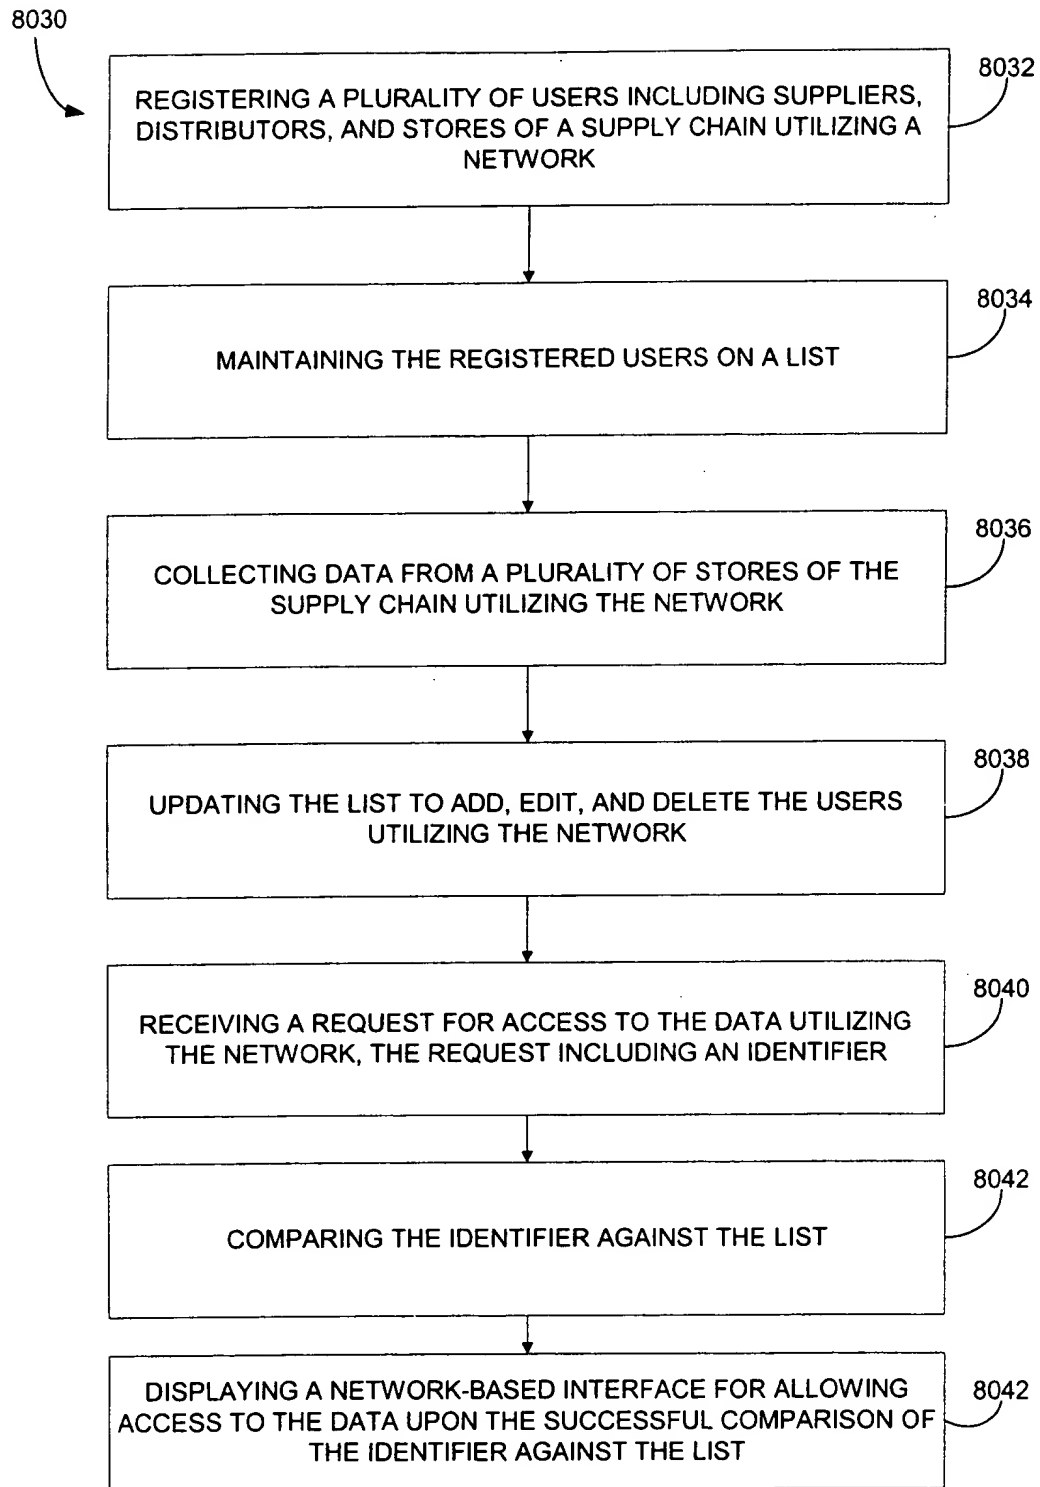 8030
8032
REGISTERING A PLURALITY OF USERS INCLUDING SUPPLIERS,
DISTRIBUTORS, AND STORES OF A SUPPLY CHAIN UTILIZING A
NETWORK
8034
MAINTAINING THE REGISTERED USERS ON A LIST
8036
COLLECTING DATA FROM A PLURALITY OF STORES OF THE
SUPPLY CHAIN UTILIZING THE NETWORK
8038
UPDATING THE LIST TO ADD, EDIT, AND DELETE THE USERS
UTILIZING THE NETWORK
8040
RECEIVING A REQUEST FOR ACCESS TO THE DATA UTILIZING
THE NETWORK, THE REQUEST INCLUDING AN IDENTIFIER
8042
COMPARING THE IDENTIFIER AGAINST THE LIST
8042
DISPLAYING A NETWORK-BASED INTERFACE FOR ALLOWING
ACCESS TO THE DATA UPON THE SUCCESSFUL COMPARISON OF
THE IDENTIFIER AGAINST THE LIST